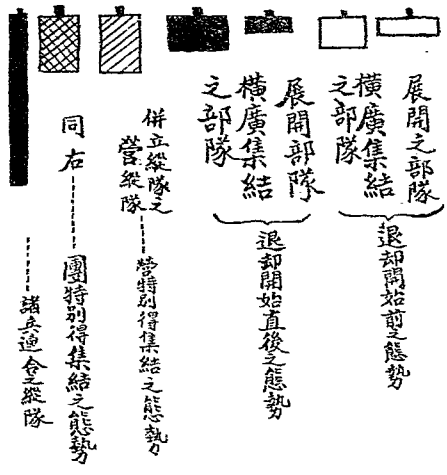 展開之部隊
橫廣集結
之部隊
退却開始前之態勢
展開部隊
橫廣集結
之部隊
退却開始直後之態勢
併立縱隊之
營縱隊
營特別得集結之態勢
同右
團特別得集結之態勢
諸兵連合之縱隊